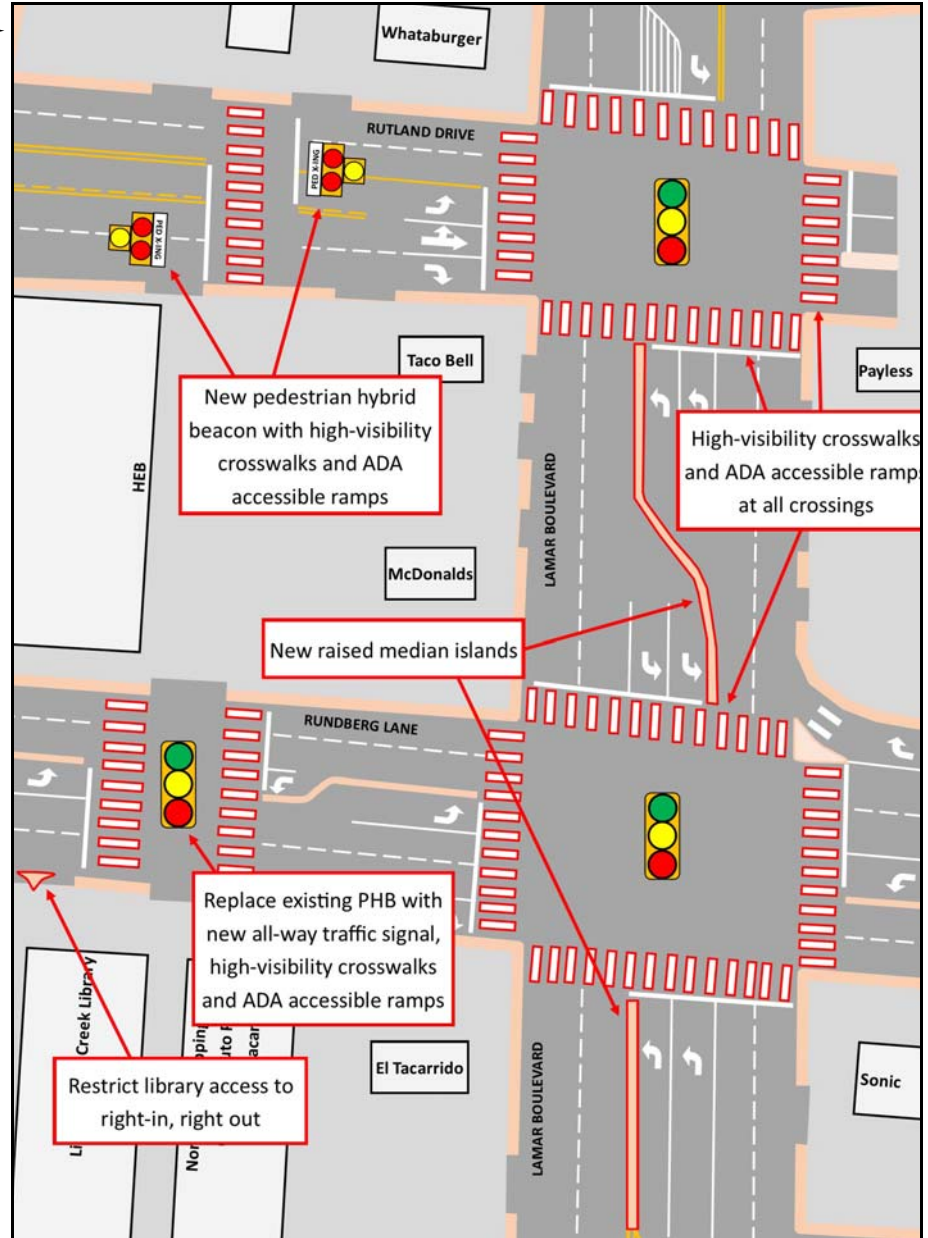 Whataburger
RUTLAND DRIVE
PED X-ING
PED X-ING
Taco Bell
Payless
New pedestrian hybrid
beacon with high-visibility
crosswalks and ADA
accessible ramps
High-visibility crosswalks
and ADA accessible ramps
at all crossings
HEB
LAMAR BOULEVARD
McDonalds
New raised median islands
RUNDBERG LANE
Replace existing PHB with
new all-way traffic signal,
high-visibility crosswalks
and ADA accessible ramps
Creek Library
El Tacarrido
LAMAR BOULEVARD
Sonic
Restrict library access to
right-in, right out